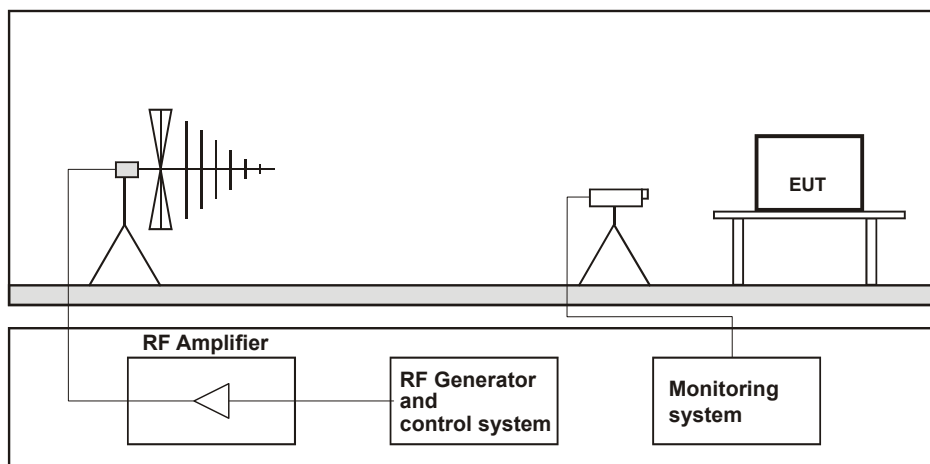 EUT
RF Amplifier
RF Generator
and
control system
Monitoring
system